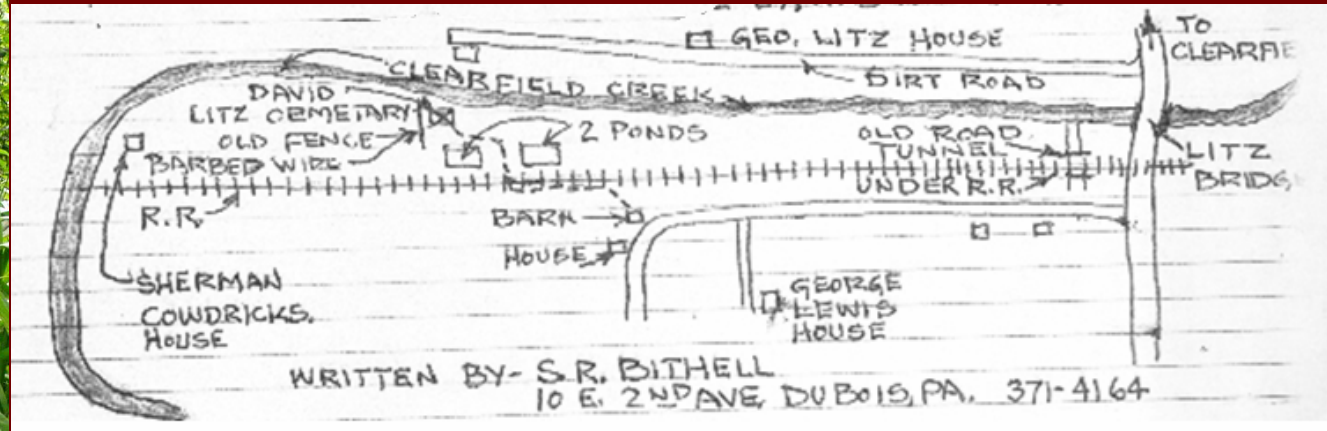 TO
CLEARFIE
GEO. LITZ HOUSE
DIRT ROAD
CLEARFIELD CREEK
DAVID
LITZ CEMETARY
OLD FENCE
BARBED WIRE
2 PONDS
OLD ROAD
TUNNEL
UNDER R.R.
LITZ
BRIDG
R.R.
BARN
HOUSE
SHERMAN
COWDRICKS.
HOUSE
GEORGE
LEWIS
HOUSE
WRITTEN BY- S.R. BITHELL
10 E. 2ND AVE, DUBOIS, PA. 371-4164